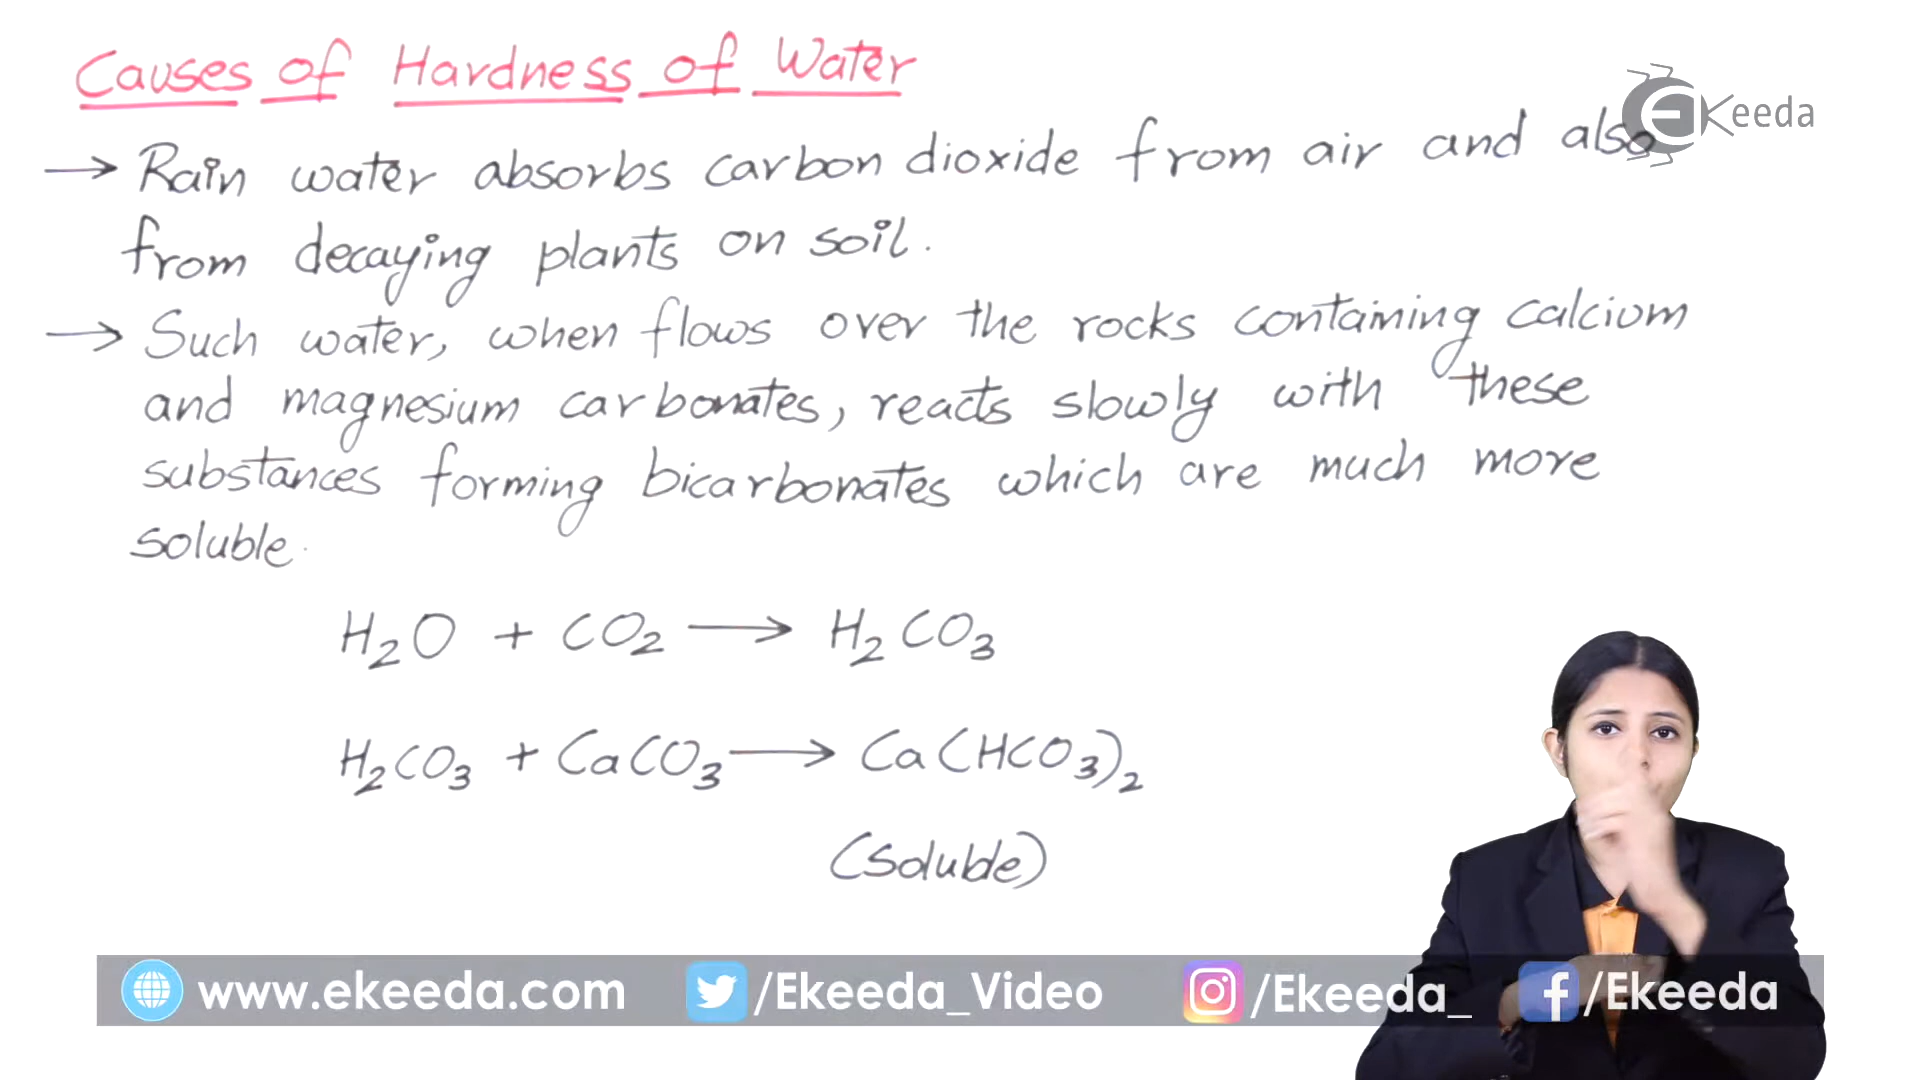 Causes of Hardness of Water
EKeeda
→ Rain water absorbs carbon dioxide from air and also
from decaying plants on soil.
→ Such water, when flows over the rocks containing calcium
and magnesium carbonates, reacts slowly with these
substances forming bicarbonates which are much more
soluble.
H₂O + CO₂ → H₂CO₃
H₂CO₃ + CaCO₃ → Ca(HCO₃)₂
(Soluble)
www.ekeeda.com /Ekeeda_Video /Ekeeda_ /Ekeeda